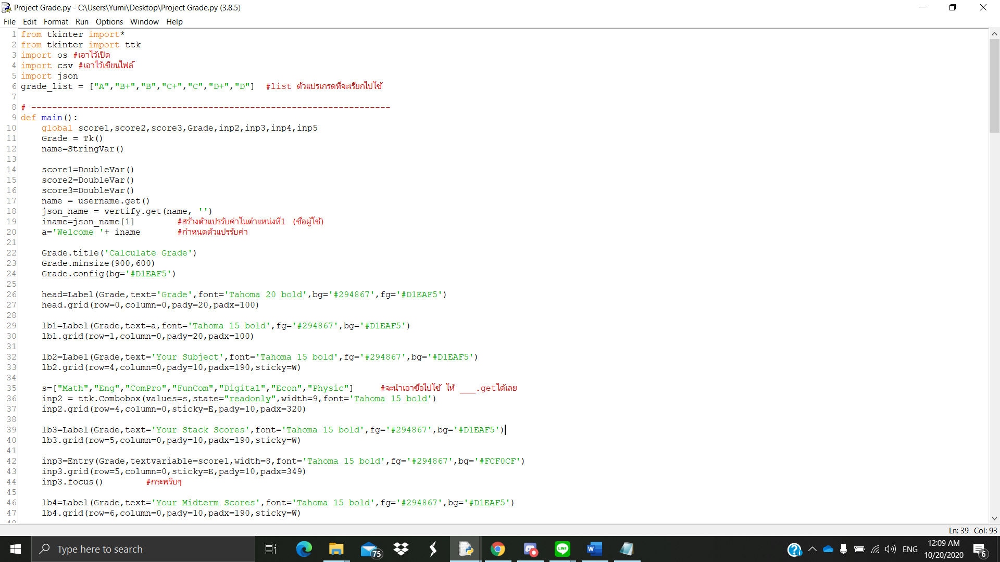 Project Grade.py - C:\Users\Yumi\Desktop\Project Grade.py (3.8.5)
File Edit Format Run Options Window Help
1 from tkinter import*
2 from tkinter import ttk
3 import os #เอาไว้เปิด
4 import csv #เอาไว้เขียนไฟล์
5 import json
6 grade_list = ["A","B+","B","C+","C","D+","D"] #list ตัวแปรเกรดที่จะเรียกไปใช้
7
8 # ---------------------------------------------------------------------
9 def main():
10 global score1,score2,score3,Grade,inp2,inp3,inp4,inp5
11 Grade = Tk()
12 name=StringVar()
13
14 score1=DoubleVar()
15 score2=DoubleVar()
16 score3=DoubleVar()
17 name = username.get()
18 json_name = vertify.get(name, '')
19 iname=json_name[1] #สร้างตัวแปรรับค่าในตำแหน่งที่1 (ชื่อผู้ใช้)
20 a='Welcome '+ iname #กำหนดตัวแปรรับค่า
21
22 Grade.title('Calculate Grade')
23 Grade.minsize(900,600)
24 Grade.config(bg='#D1EAF5')
25
26 head=Label(Grade,text='Grade',font='Tahoma 20 bold',bg='#294867',fg='#D1EAF5')
27 head.grid(row=0,column=0,pady=20,padx=100)
28
29 lb1=Label(Grade,text=a,font='Tahoma 15 bold',fg='#294867',bg='#D1EAF5')
30 lb1.grid(row=1,column=0,pady=20,padx=100)
31
32 lb2=Label(Grade,text='Your Subject',font='Tahoma 15 bold',fg='#294867',bg='#D1EAF5')
33 lb2.grid(row=4,column=0,pady=10,padx=190,sticky=W)
34
35 s=["Math","Eng","ComPro","FunCom","Digital","Econ","Physic"] #จะนำเอาชื่อไปใช้ ให้ ___.getได้เลย
36 inp2 = ttk.Combobox(values=s,state="readonly",width=9,font='Tahoma 15 bold')
37 inp2.grid(row=4,column=0,sticky=E,pady=10,padx=320)
38
39 lb3=Label(Grade,text='Your Stack Scores',font='Tahoma 15 bold',fg='#294867',bg='#D1EAF5')
40 lb3.grid(row=5,column=0,pady=10,padx=190,sticky=W)
41
42 inp3=Entry(Grade,textvariable=score1,width=8,font='Tahoma 15 bold',fg='#294867',bg='#FCF0CF')
43 inp3.grid(row=5,column=0,sticky=E,pady=10,padx=349)
44 inp3.focus() #กระพริบๆ
45
46 lb4=Label(Grade,text='Your Midterm Scores',font='Tahoma 15 bold',fg='#294867',bg='#D1EAF5')
47 lb4.grid(row=6,column=0,pady=10,padx=190,sticky=W)
Ln: 39 Col: 93
Type here to search
75
LINE
W
ENG
12:09 AM
10/20/2020
6